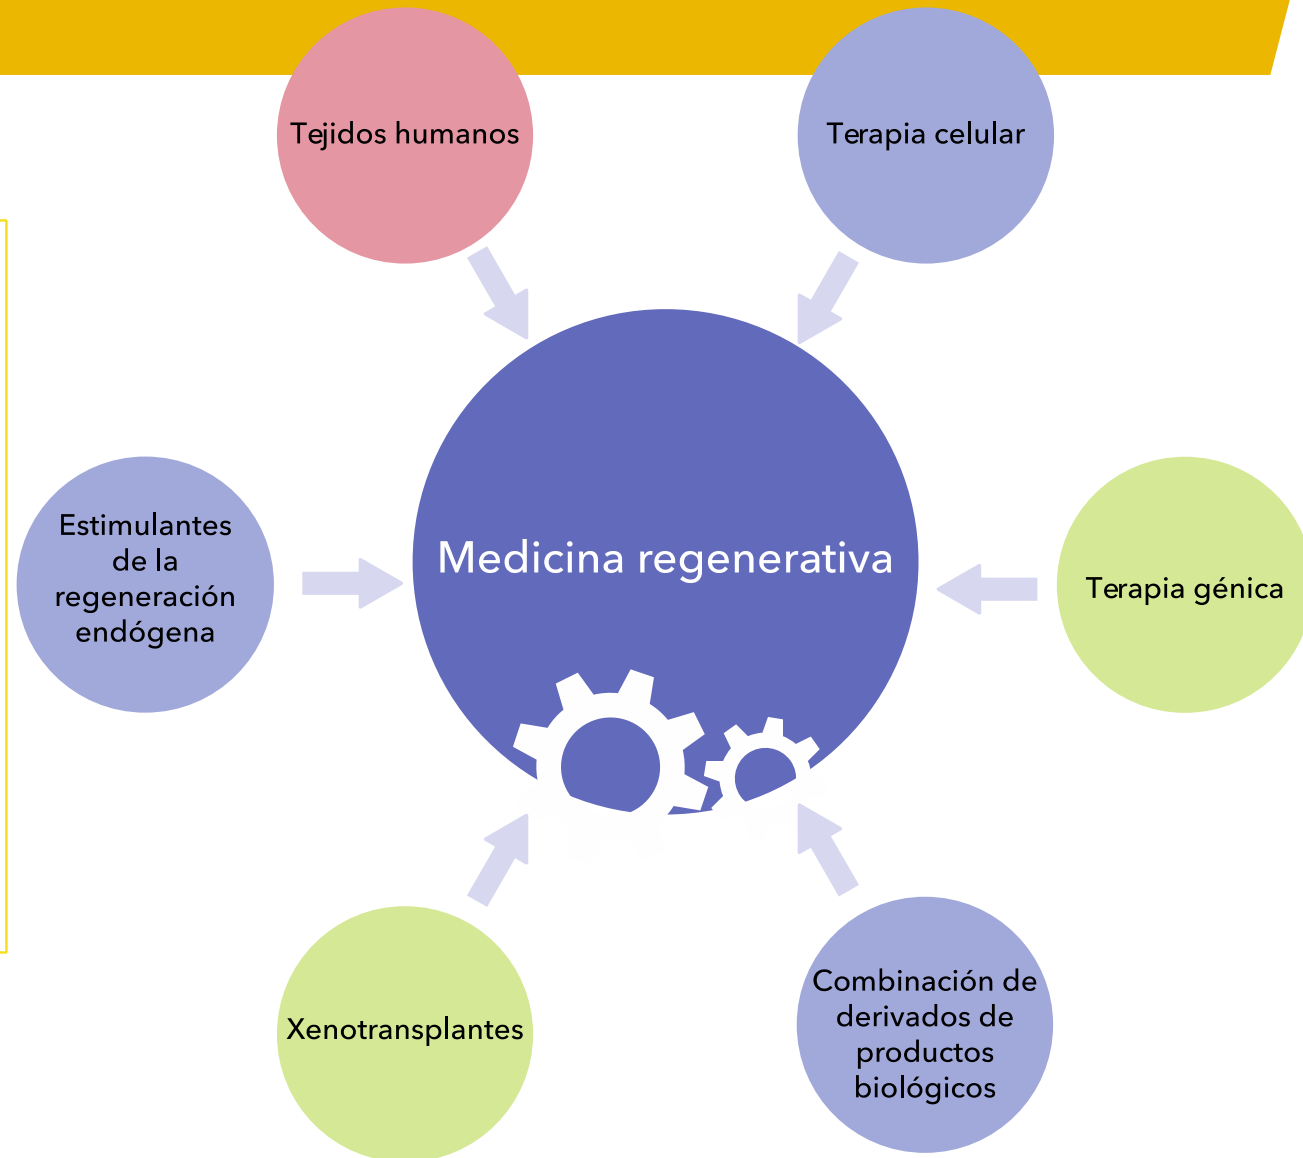 Tejidos humanos
Terapia celular
Estimulantes
de la
regeneración
endógena
Medicina regenerativa
Terapia génica
Xenotransplantes
Combinación de
derivados de
productos
biológicos